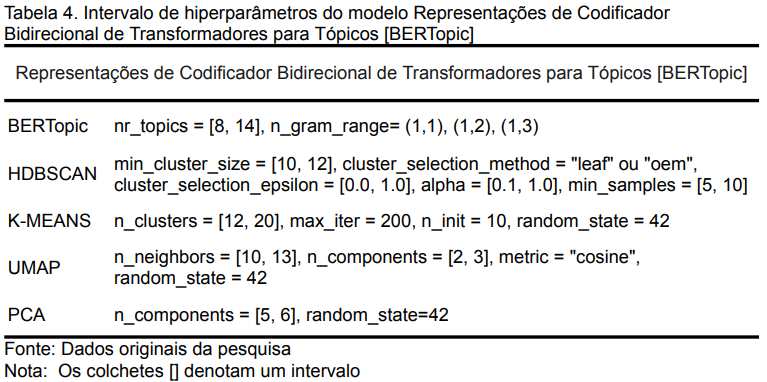 Tabela 4. Intervalo de hiperparâmetros do modelo Representações de Codificador
Bidirecional de Transformadores para Tópicos [BERTopic]
Representações de Codificador Bidirecional de Transformadores para Tópicos [BERTopic]
BERTopic nr_topics = [8, 14], n_gram_range= (1,1), (1,2), (1,3)
HDBSCAN min_cluster_size = [10, 12], cluster_selection_method = "leaf" ou "oem",
cluster_selection_epsilon = [0.0, 1.0], alpha = [0.1, 1.0], min_samples = [5, 10]
K-MEANS n_clusters = [12, 20], max_iter = 200, n_init = 10, random_state = 42
UMAP n_neighbors = [10, 13], n_components = [2, 3], metric = "cosine",
random_state = 42
PCA n_components = [5, 6], random_state=42
Fonte: Dados originais da pesquisa
Nota: Os colchetes [] denotam um intervalo